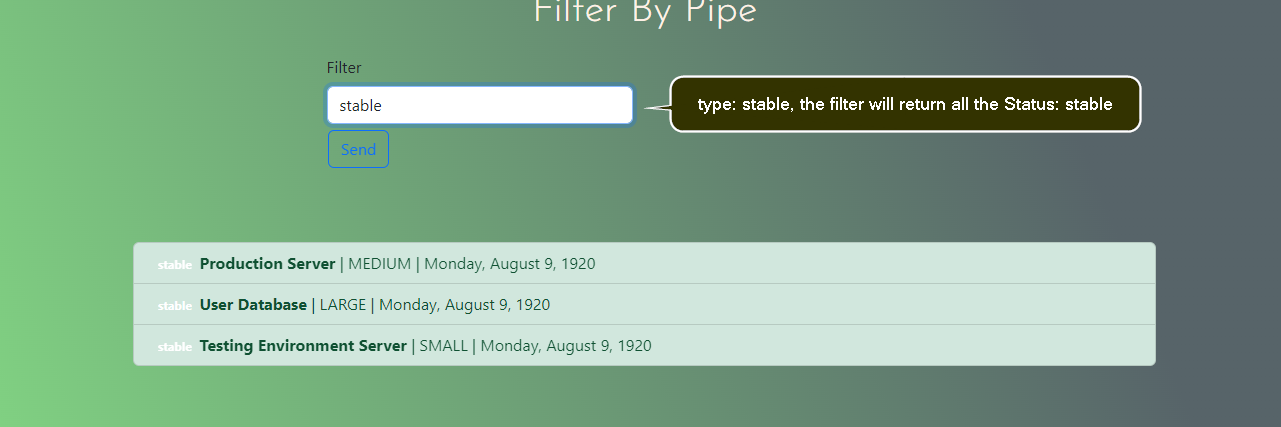 Filter By Pipe
Filter
stable
type: stable, the filter will return all the Status: stable
Send
stable Production Server | MEDIUM | Monday, August 9, 1920
stable User Database | LARGE | Monday, August 9, 1920
stable Testing Environment Server | SMALL | Monday, August 9, 1920